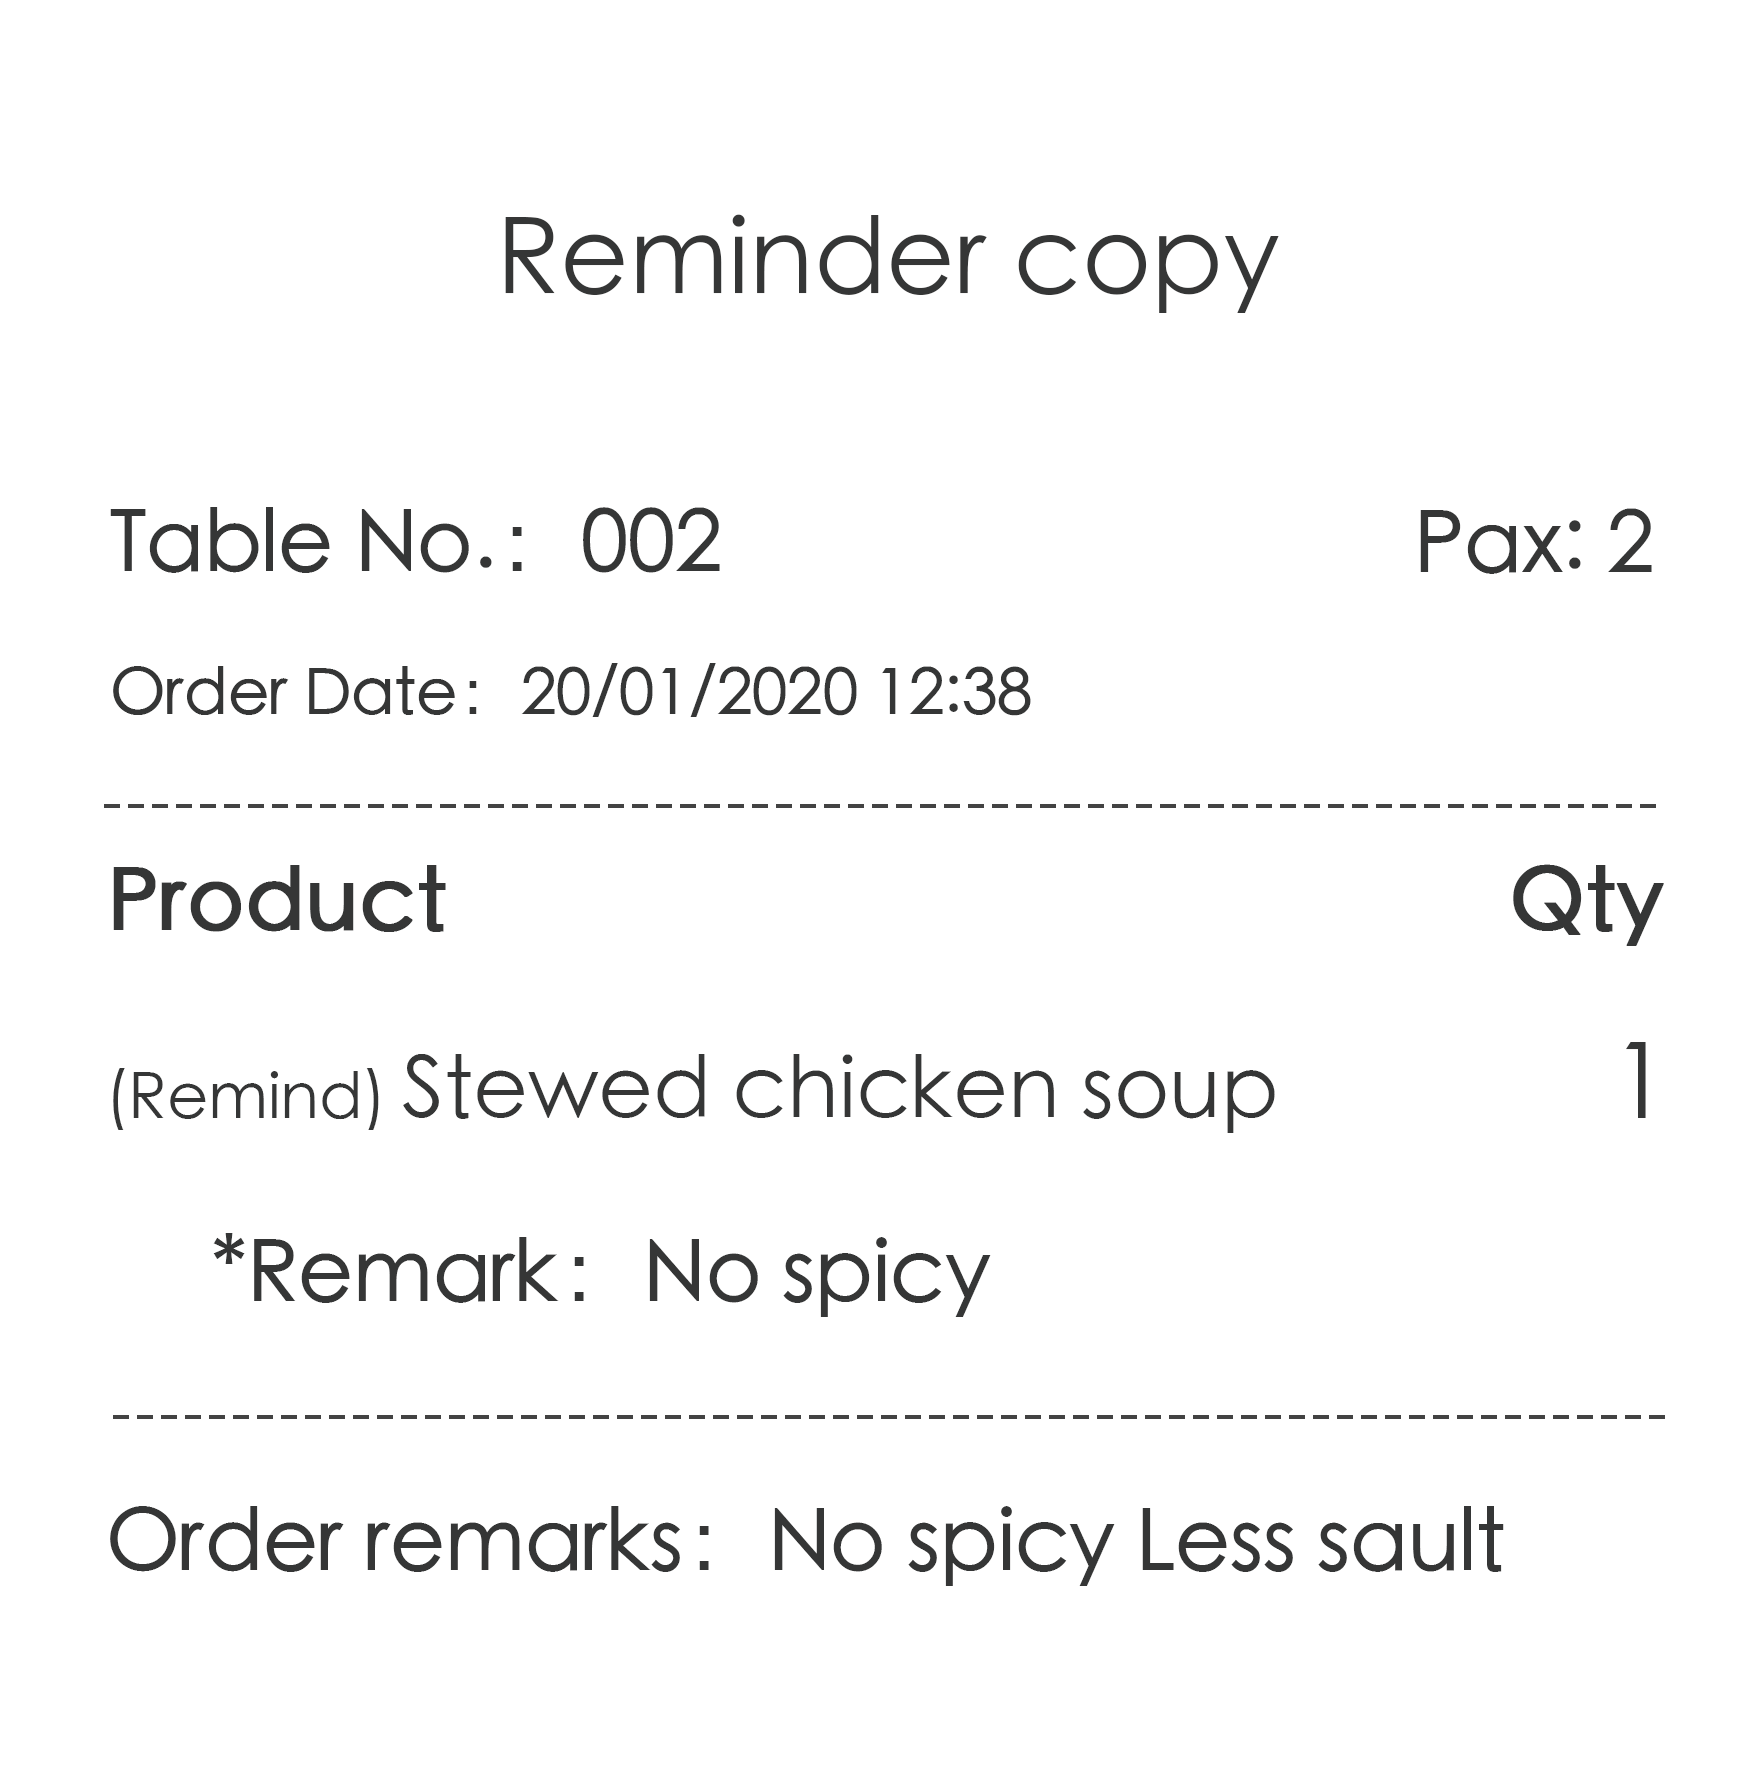 Reminder copy
Table No.: 002 Pax: 2
Order Date: 20/01/2020 12:38
Product Qty
(Remind) Stewed chicken soup 1
*Remark: No spicy
Order remarks: No spicy Less sault